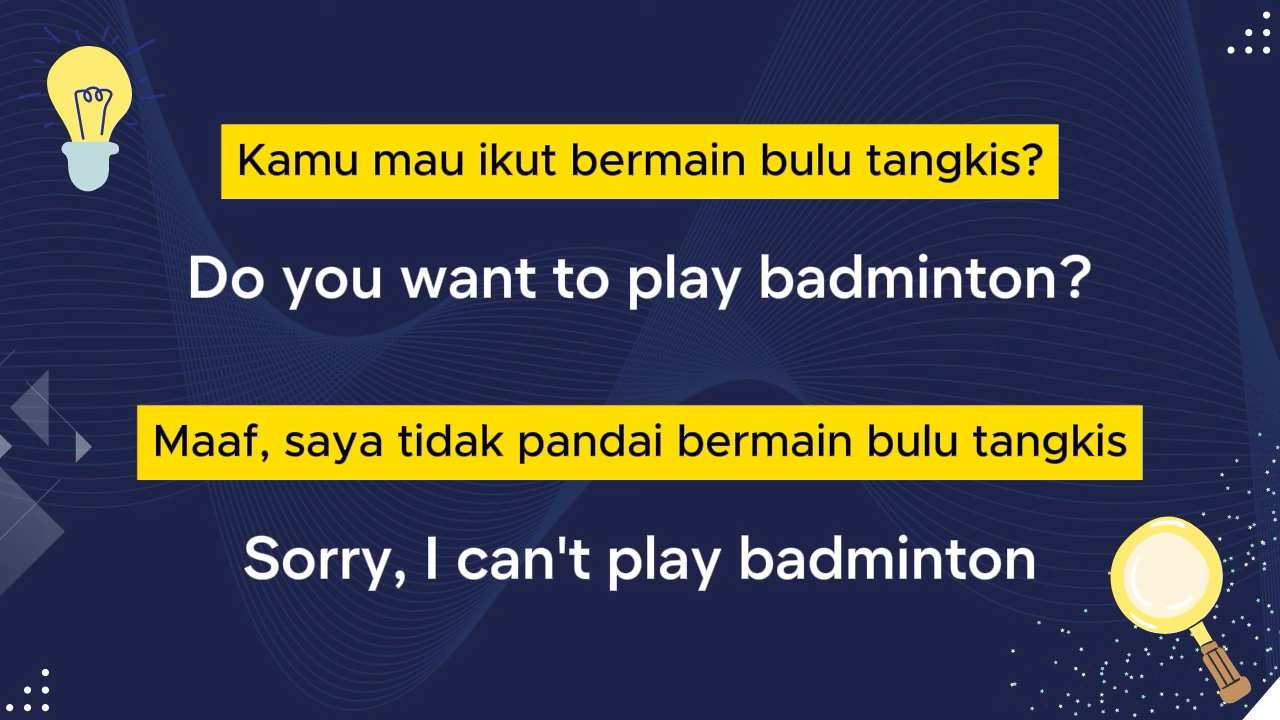 Kamu mau ikut bermain bulu tangkis?
Do you want to play badminton?
Maaf, saya tidak pandai bermain bulu tangkis
Sorry, I can't play badminton